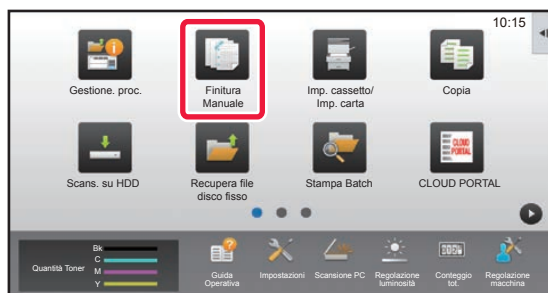 10:15
Gestione. proc.
Finitura
Manuale
Imp. cassetto/
Imp. carta
Copia
Scans. su HDD
Recupera file
disco fisso
Stampa Batch
CLOUD
PORTAL
CLOUD PORTAL
Quantità Toner
Bk
C
M
Y
Guida
Operativa
Impostazioni
Scansione PC
Regolazione
luminosità
Conteggio
tot.
Regolazione
macchina